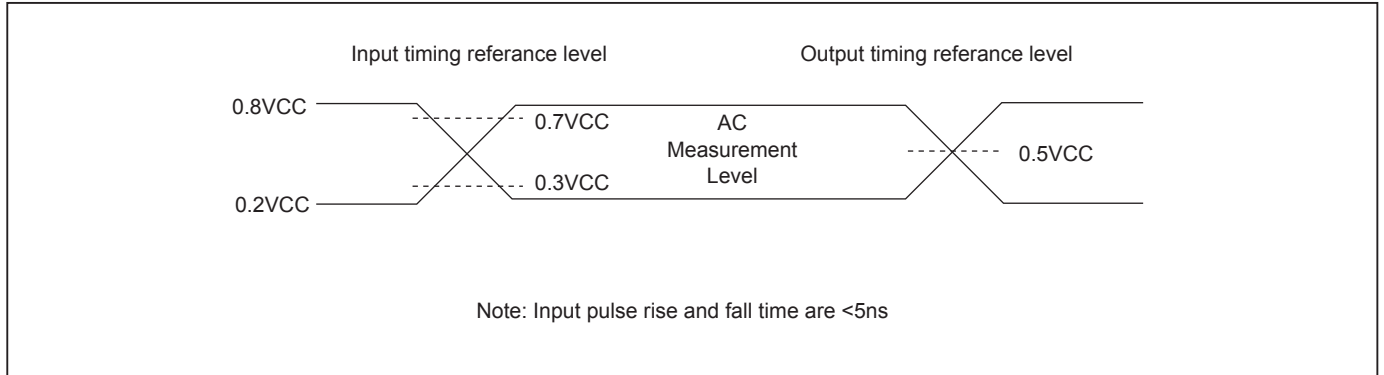 Input timing referance level
Output timing referance level
0.8VCC
0.7VCC
AC
Measurement
Level
0.5VCC
0.3VCC
0.2VCC
Note: Input pulse rise and fall time are <5ns